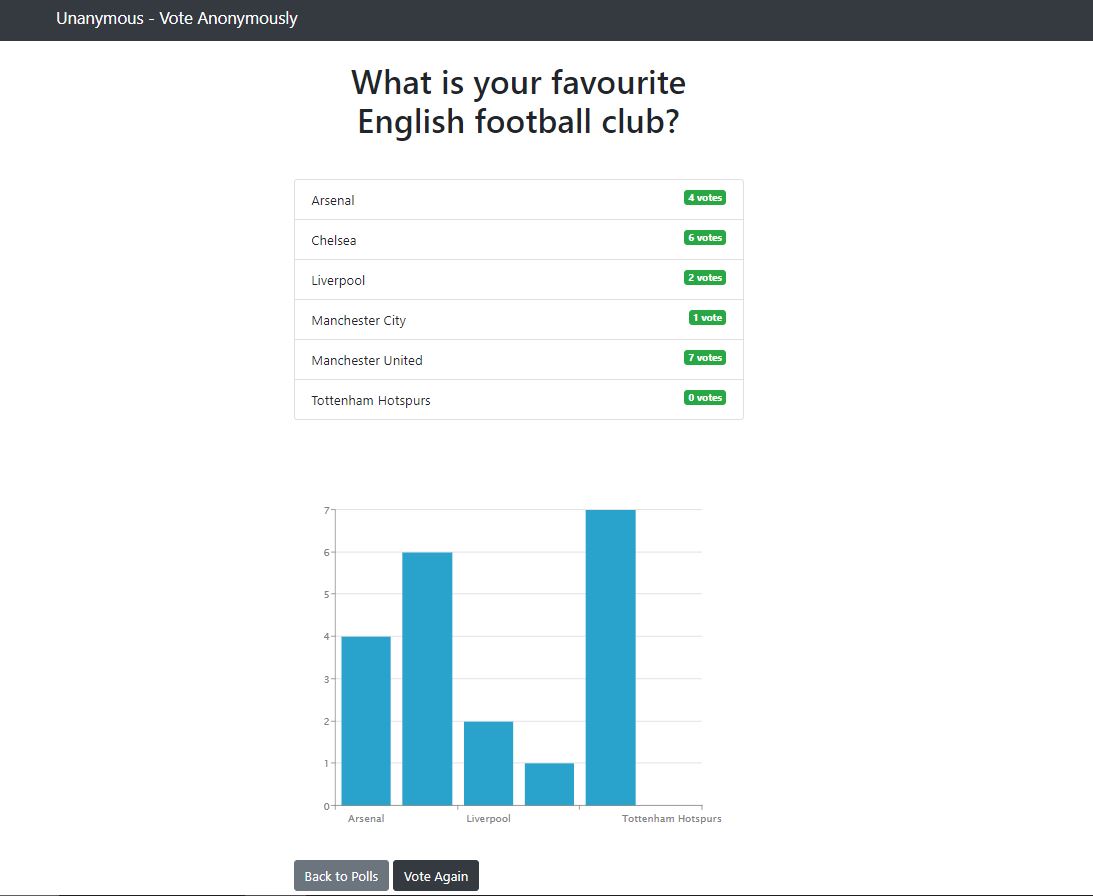 Unanymous - Vote Anonymously
What is your favourite
English football club?
Arsenal 4 votes
Chelsea 6 votes
Liverpool 2 votes
Manchester City 1 vote
Manchester United 7 votes
Tottenham Hotspurs 0 votes
7
6
5
4
3
2
1
0
Arsenal Liverpool Tottenham Hotspurs
Back to Polls Vote Again